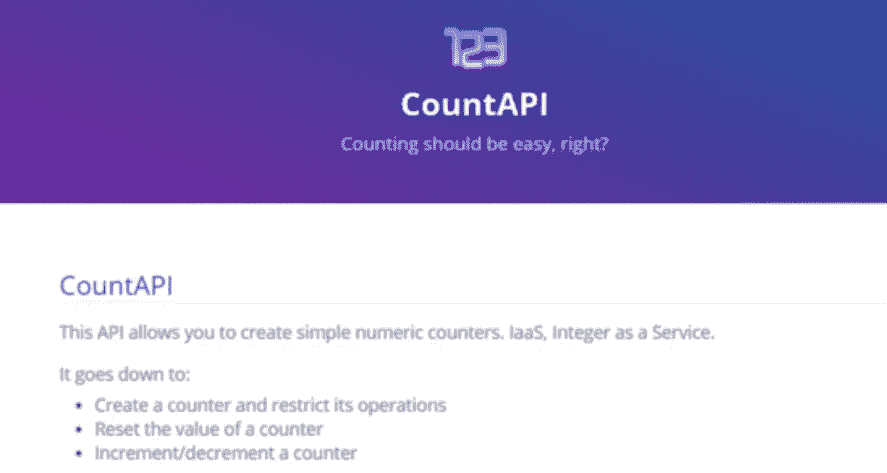 123
CountAPI
Counting should be easy, right?
CountAPI
This API allows you to create simple numeric counters. IaaS, Integer as a Service.
It goes down to:
• Create a counter and restrict its operations
• Reset the value of a counter
• Increment/decrement a counter